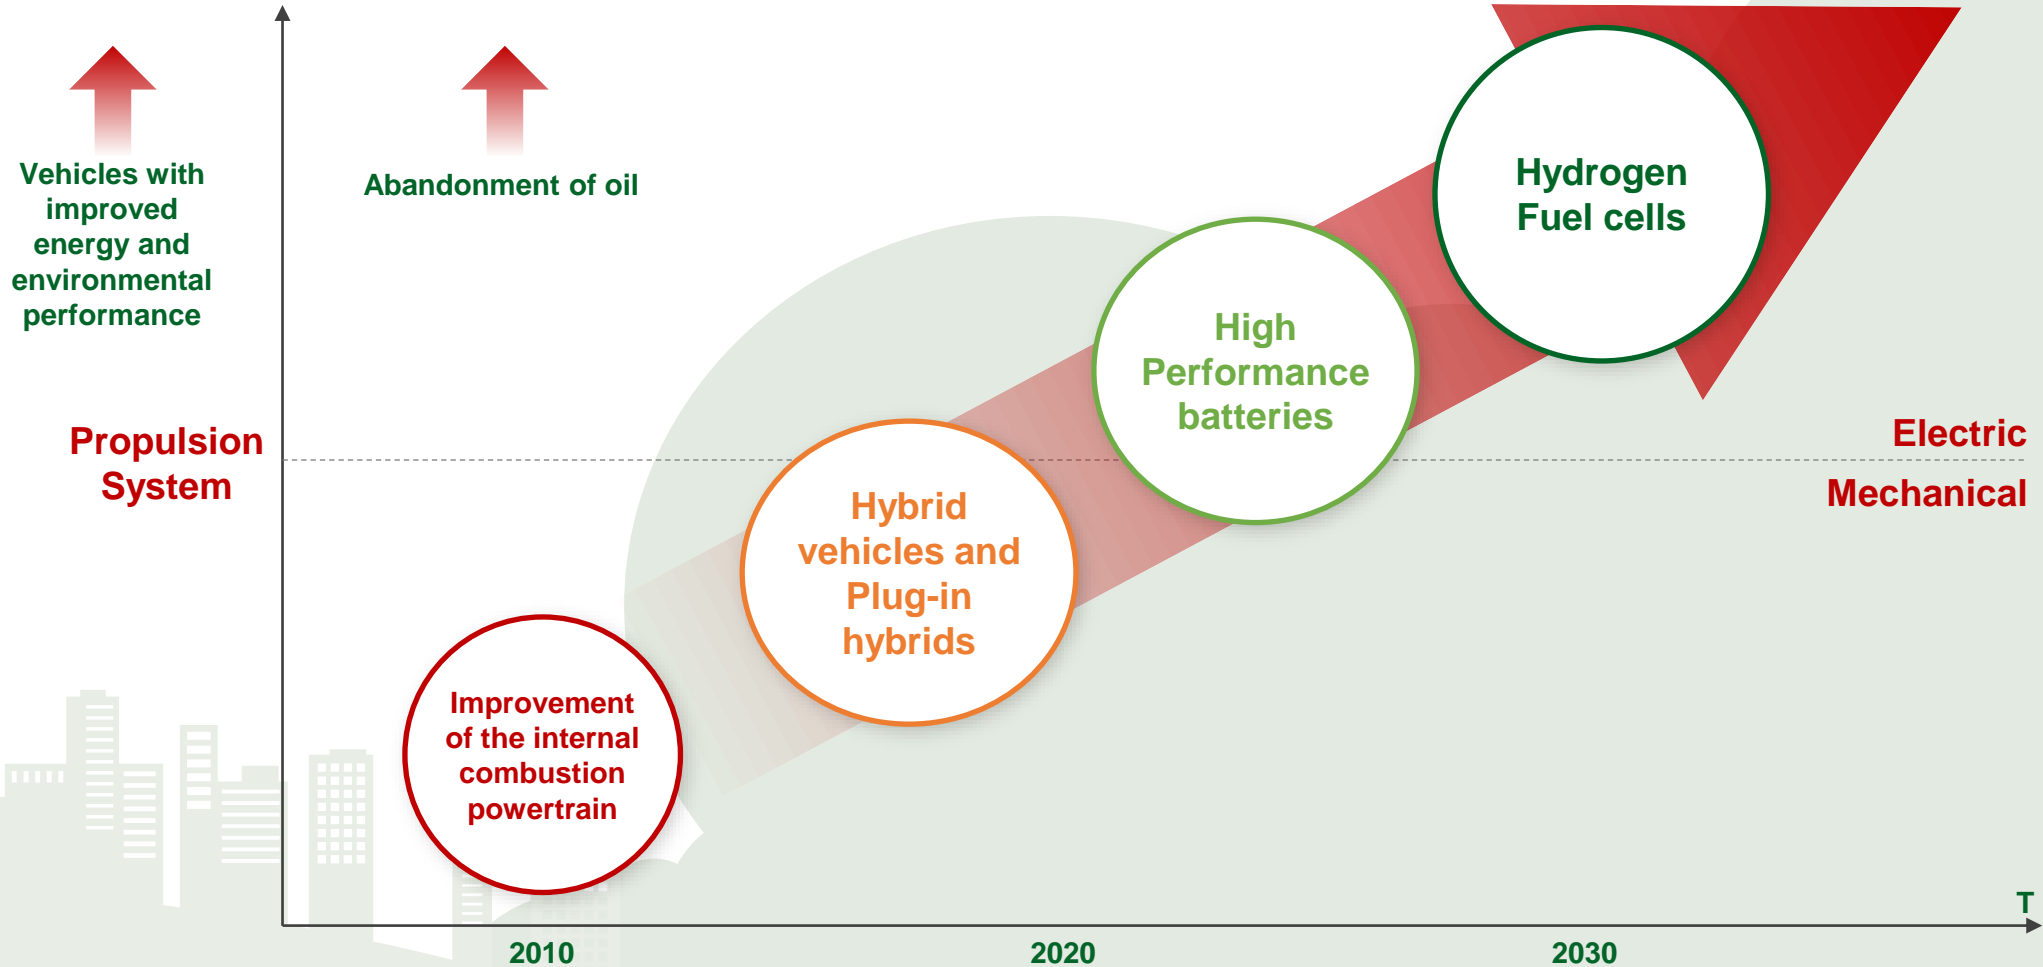 Vehicles with
improved
energy and
environmental
performance
Abandonment of oil
Hydrogen
Fuel cells
High
Performance
batteries
Propulsion
System
Electric
Mechanical
Hybrid
vehicles and
Plug-in
hybrids
Improvement
of the internal
combustion
powertrain
T
2010
2020
2030